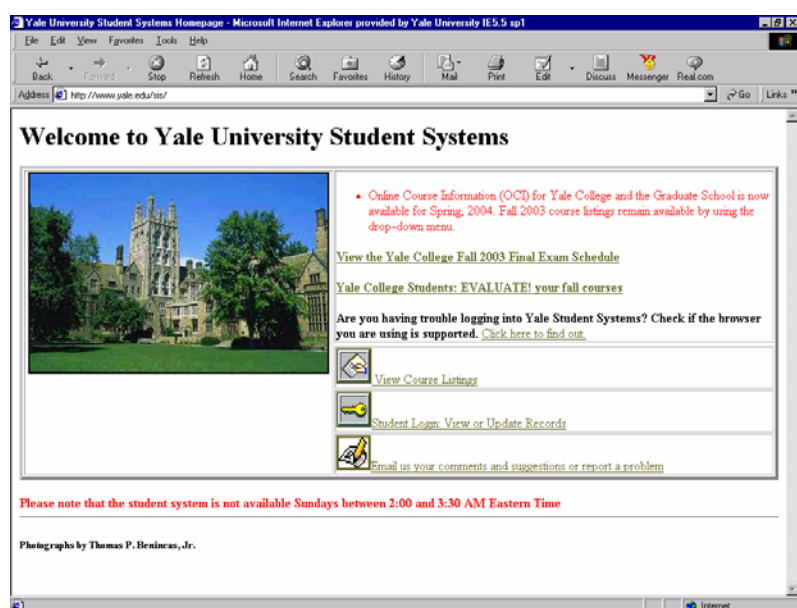 Yale University Student Systems Homepage - Microsoft Internet Explorer provided by Yale University IE5.5 sp1
File Edit View Favorites Tools Help
Back Forward Stop Refresh Home Search Favorites History Mail Print Edit Discuss Messenger Real.com
Address http://www.yale.edu/sis/ Go Links »
Welcome to Yale University Student Systems
• Online Course Information (OCI) for Yale College and the Graduate School is now
available for Spring, 2004. Fall 2003 course listings remain available by using the
drop-down menu.
View the Yale College Fall 2003 Final Exam Schedule
Yale College Students: EVALUATE! your fall courses
Are you having trouble logging into Yale Student Systems? Check if the browser
you are using is supported. Click here to find out.
View Course Listings
Student Login: View or Update Records
Email us your comments and suggestions or report a problem
Please note that the student system is not available Sundays between 2:00 and 3:30 AM Eastern Time
Photographs by Thomas P. Benincas, Jr.
Internet